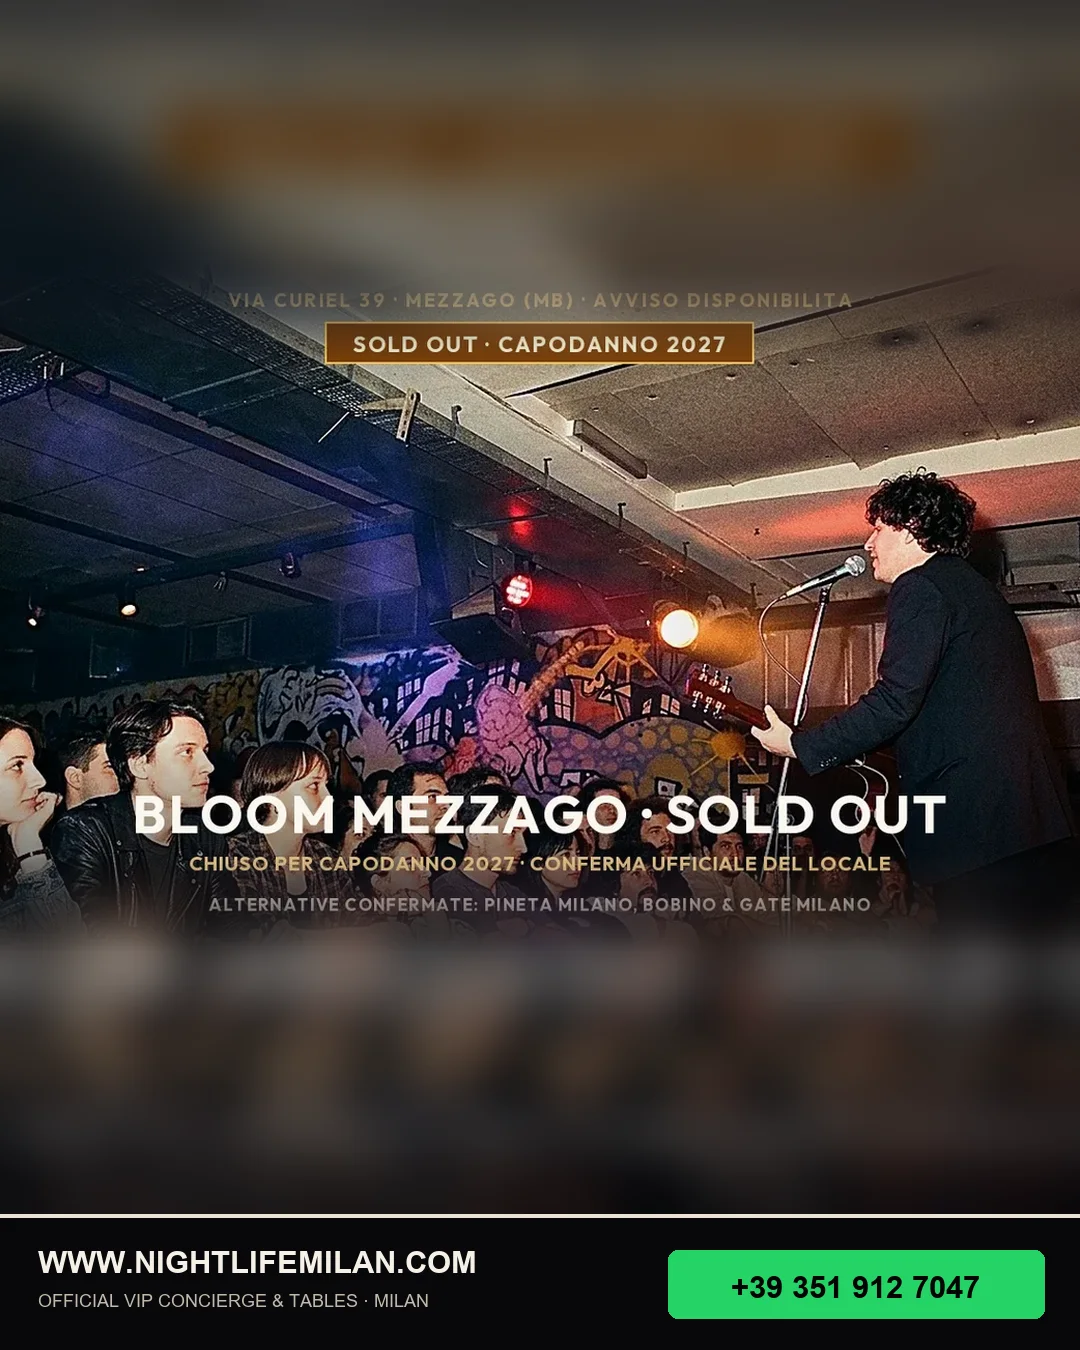 VIA CURIEL 39 · MEZZAGO (MB) · AVVISO DISPONIBILITA
SOLD OUT · CAPODANNO 2027
BLOOM MEZZAGO · SOLD OUT
CHIUSO PER CAPODANNO 2027 · CONFERMA UFFICIALE DEL LOCALE
ALTERNATIVE CONFERMATE: PINETA MILANO, BOBINO & GATE MILANO
WWW.NIGHTLIFEMILAN.COM
OFFICIAL VIP CONCIERGE & TABLES · MILAN
+39 351 912 7047